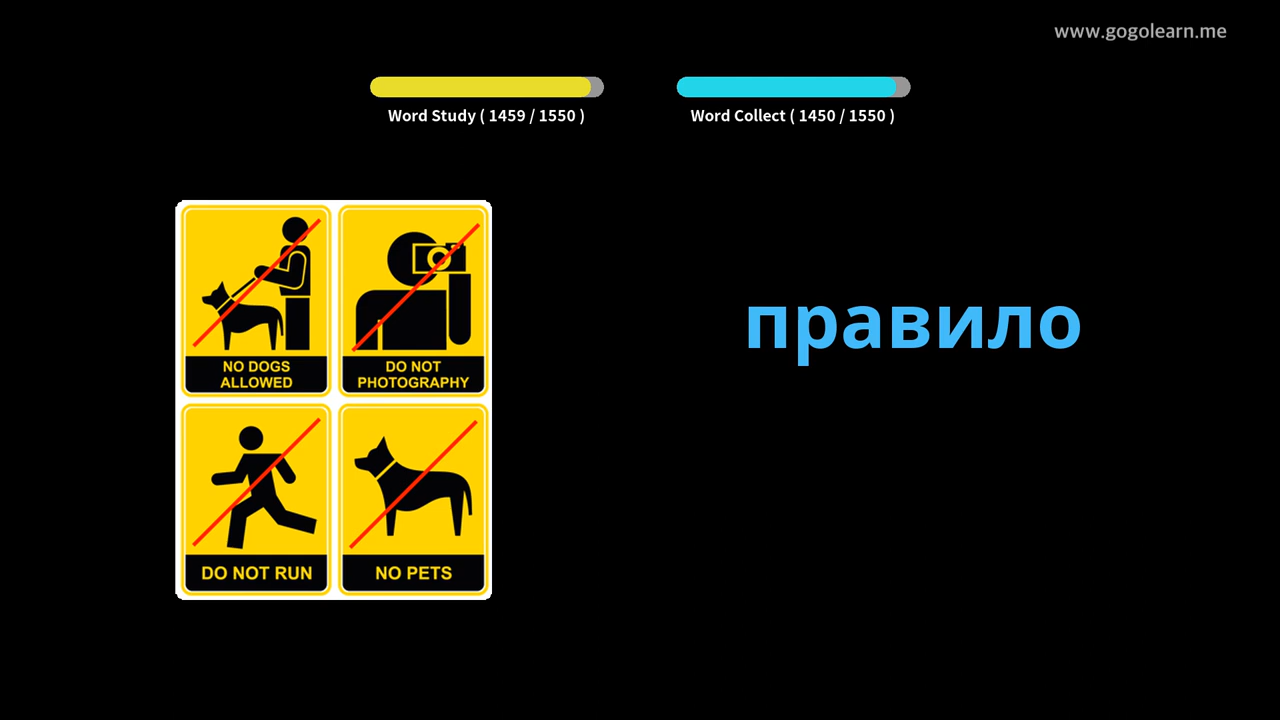 www.gogolearn.me
Word Study ( 1459 / 1550 )
Word Collect ( 1450 / 1550 )
NO DOGS
ALLOWED
DO NOT
PHOTOGRAPHY
DO NOT RUN
NO PETS
правило